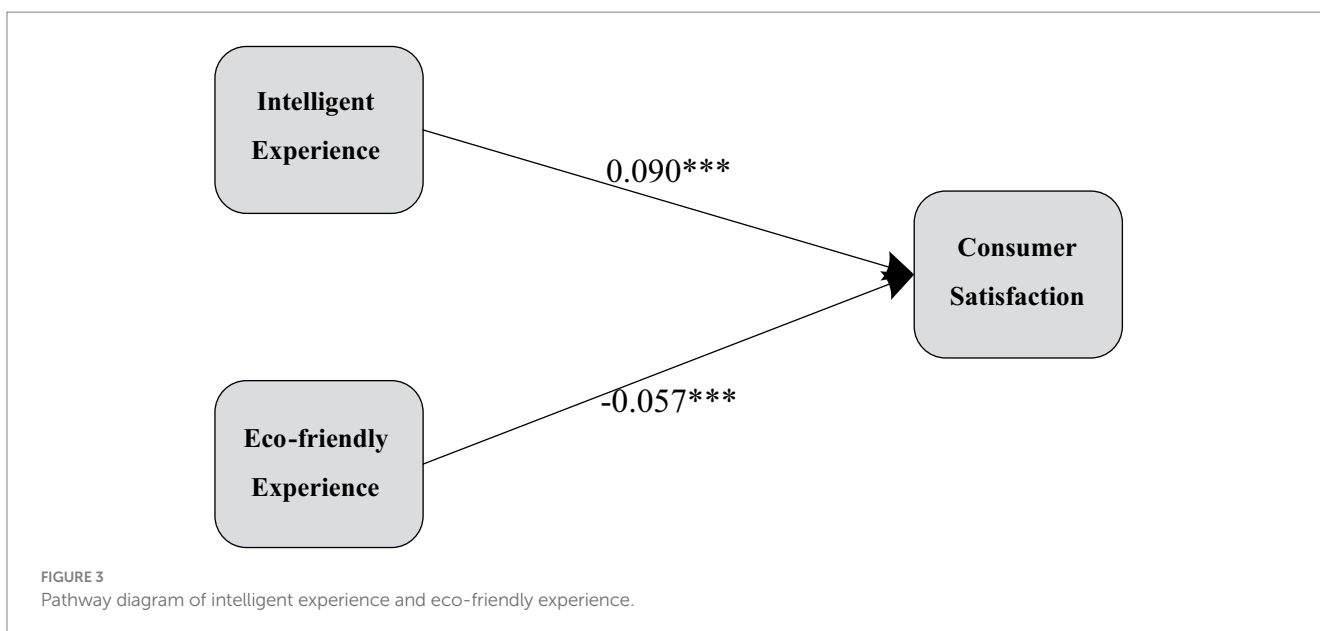 Intelligent
Experience
0.090***
Consumer
Satisfaction
-0.057***
Eco-friendly
Experience
FIGURE 3
Pathway diagram of intelligent experience and eco-friendly experience.